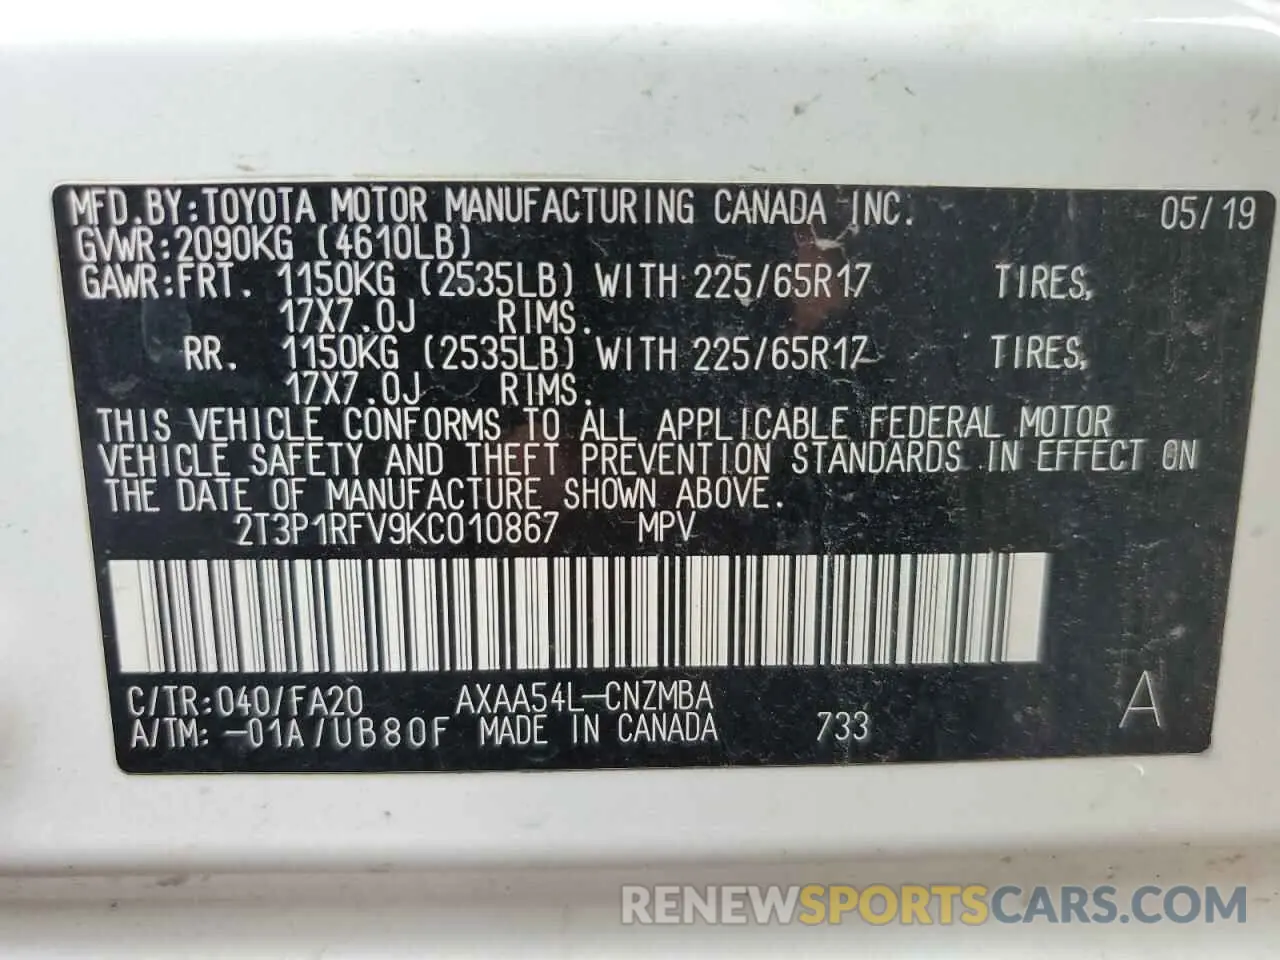 MFD.BY:TOYOTA MOTOR MANUFACTURING CANADA INC. 05/19
GVWR:2090KG (4610LB)
GAWR:FRT. 1150KG (2535LB) WITH 225/65R17 TIRES,
17X7.0J RIMS.
RR. 1150KG (2535LB) WITH 225/65R17 TIRES,
17X7.0J RIMS.
THIS VEHICLE CONFORMS TO ALL APPLICABLE FEDERAL MOTOR
VEHICLE SAFETY AND THEFT PREVENTION STANDARDS IN EFFECT ON
THE DATE OF MANUFACTURE SHOWN ABOVE.
2T3P1RFV9KC010867 MPV
C/TR:040/FA20 AXAA54L-CNZMBA A
A/TM:-01A/UB80F MADE IN CANADA 733
RENEWSPORTSCARS.COM